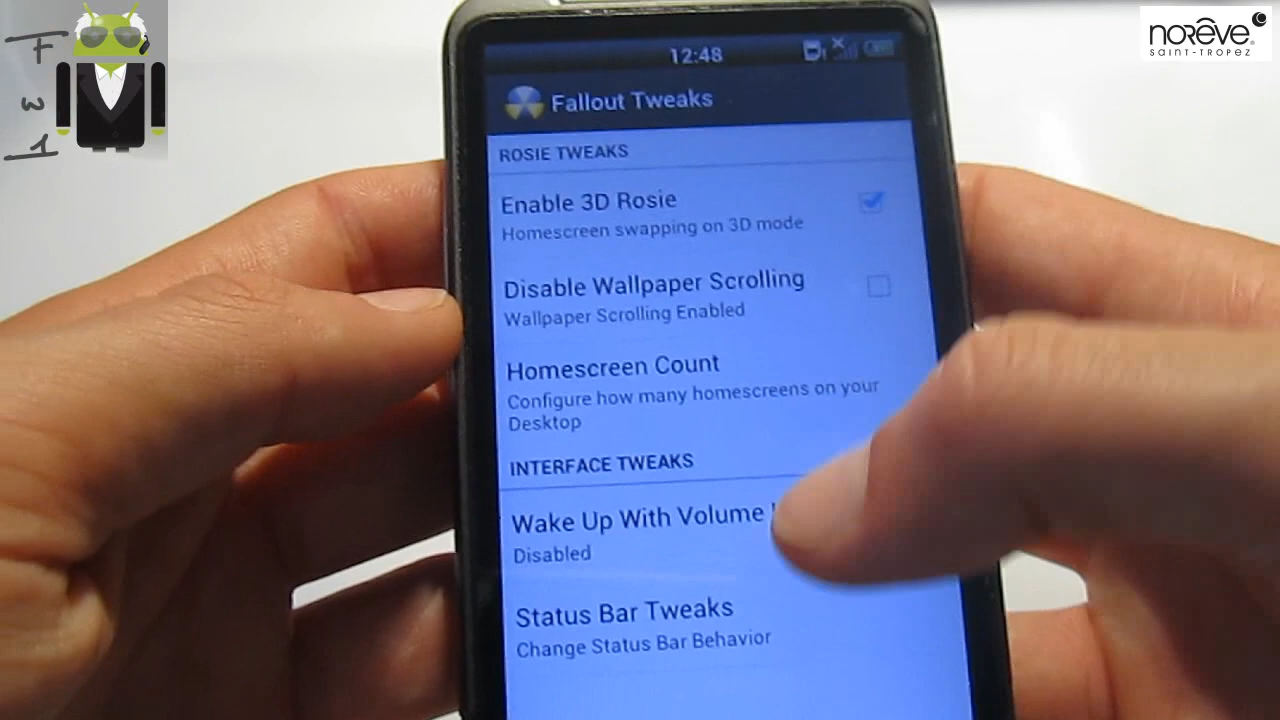 F
W
1
norêve
SAINT-TROPEZ
12:48
Fallout Tweaks
ROSIE TWEAKS
Enable 3D Rosie
Homescreen swapping on 3D mode
Disable Wallpaper Scrolling
Wallpaper Scrolling Enabled
Homescreen Count
Configure how many homescreens on your
Desktop
INTERFACE TWEAKS
Wake Up With Volume
Disabled
Status Bar Tweaks
Change Status Bar Behavior